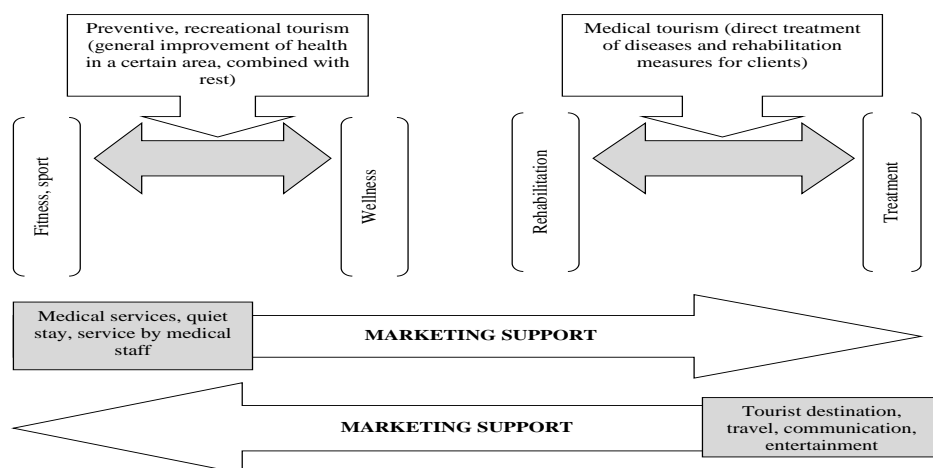 Preventive, recreational tourism
(general improvement of health
in a certain area, combined with
rest)
Medical tourism (direct treatment
of diseases and rehabilitation
measures for clients)
Fitness, sport
Wellness
Rehabilitation
Treatment
Medical services, quiet
stay, service by medical
staff
MARKETING SUPPORT
MARKETING SUPPORT
Tourist destination,
travel, communication,
entertainment